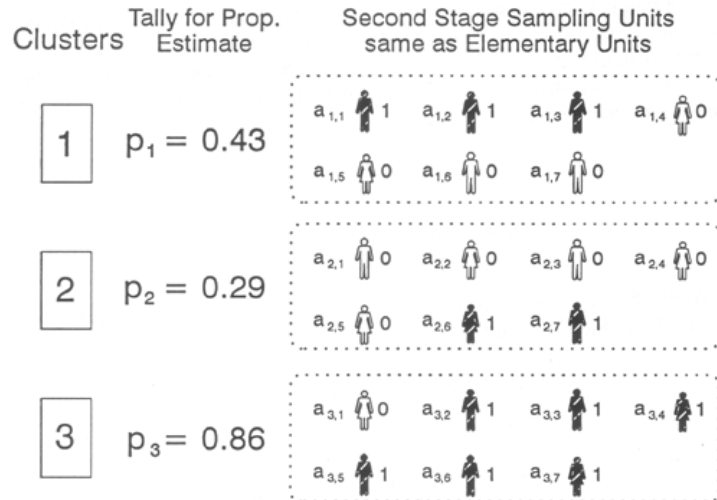 Clusters Tally for Prop. Estimate Second Stage Sampling Units same as Elementary Units
1 p1 = 0.43
a1,1 1 a1,2 1 a1,3 1 a1,4 0
a1,5 0 a1,6 0 a1,7 0
2 p2 = 0.29
a2,1 0 a2,2 0 a2,3 0 a2,4 0
a2,5 0 a2,6 1 a2,7 1
3 p3 = 0.86
a3,1 0 a3,2 1 a3,3 1 a3,4 1
a3,5 1 a3,6 1 a3,7 1